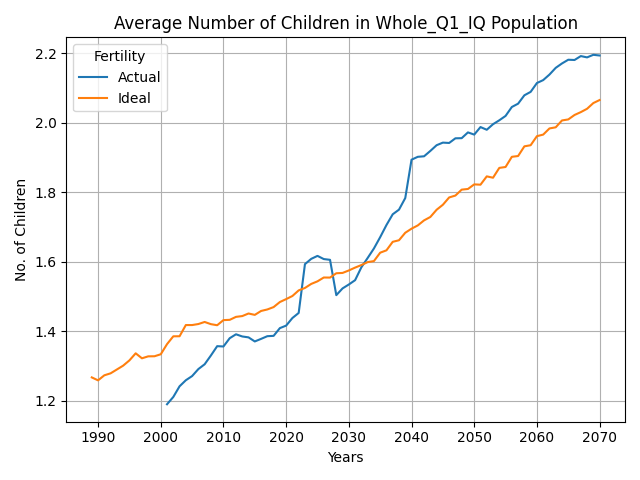 Average Number of Children in Whole_Q1_IQ Population
Fertility
Actual
Ideal
No. of Children
2.2
2.0
1.8
1.6
1.4
1.2
1990 2000 2010 2020 2030 2040 2050 2060 2070
Years